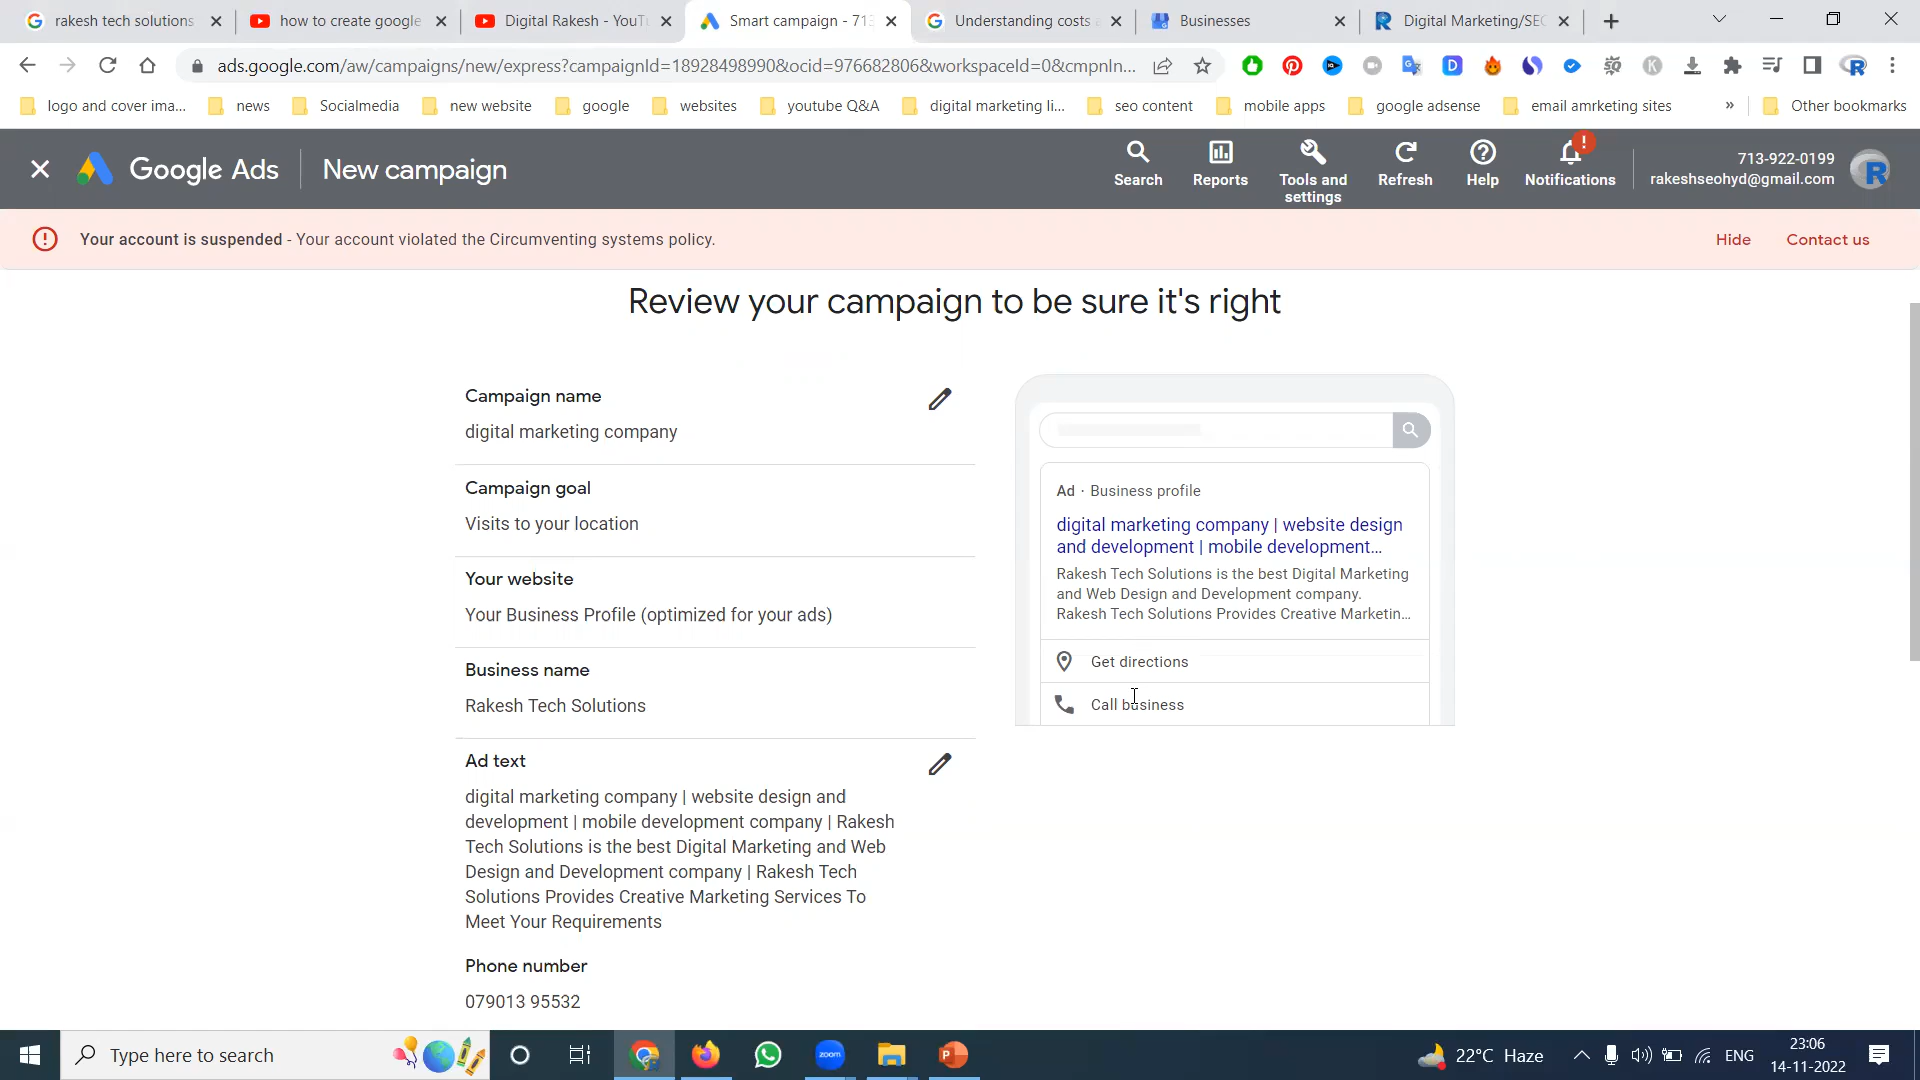 rakesh tech solutions
how to create google
Digital Rakesh - YouT
Smart campaign - 713
Understanding costs
Businesses
Digital Marketing/SEO
ads.google.com/aw/campaigns/new/express?campaignId=18928498990&ocid=976682806&workspaceId=0&cmpnIn...
logo and cover ima...
news
Socialmedia
new website
google
websites
youtube Q&A
digital marketing li...
seo content
mobile apps
google adsense
email amrketing sites
»
Other bookmarks
Google Ads
New campaign
Search
Reports
Tools and
settings
Refresh
Help
Notifications
713-922-0199
rakeshseohyd@gmail.com
Your account is suspended - Your account violated the Circumventing systems policy.
Hide
Contact us
Review your campaign to be sure it's right
Campaign name
digital marketing company
Campaign goal
Visits to your location
Your website
Your Business Profile (optimized for your ads)
Business name
Rakesh Tech Solutions
Ad text
digital marketing company | website design and
development | mobile development company | Rakesh
Tech Solutions is the best Digital Marketing and Web
Design and Development company | Rakesh Tech
Solutions Provides Creative Marketing Services To
Meet Your Requirements
Phone number
079013 95532
Ad · Business profile
digital marketing company | website design
and development | mobile development...
Rakesh Tech Solutions is the best Digital Marketing
and Web Design and Development company.
Rakesh Tech Solutions Provides Creative Marketin...
Get directions
Call business
Type here to search
zoom
22°C Haze
ENG
23:06
14-11-2022